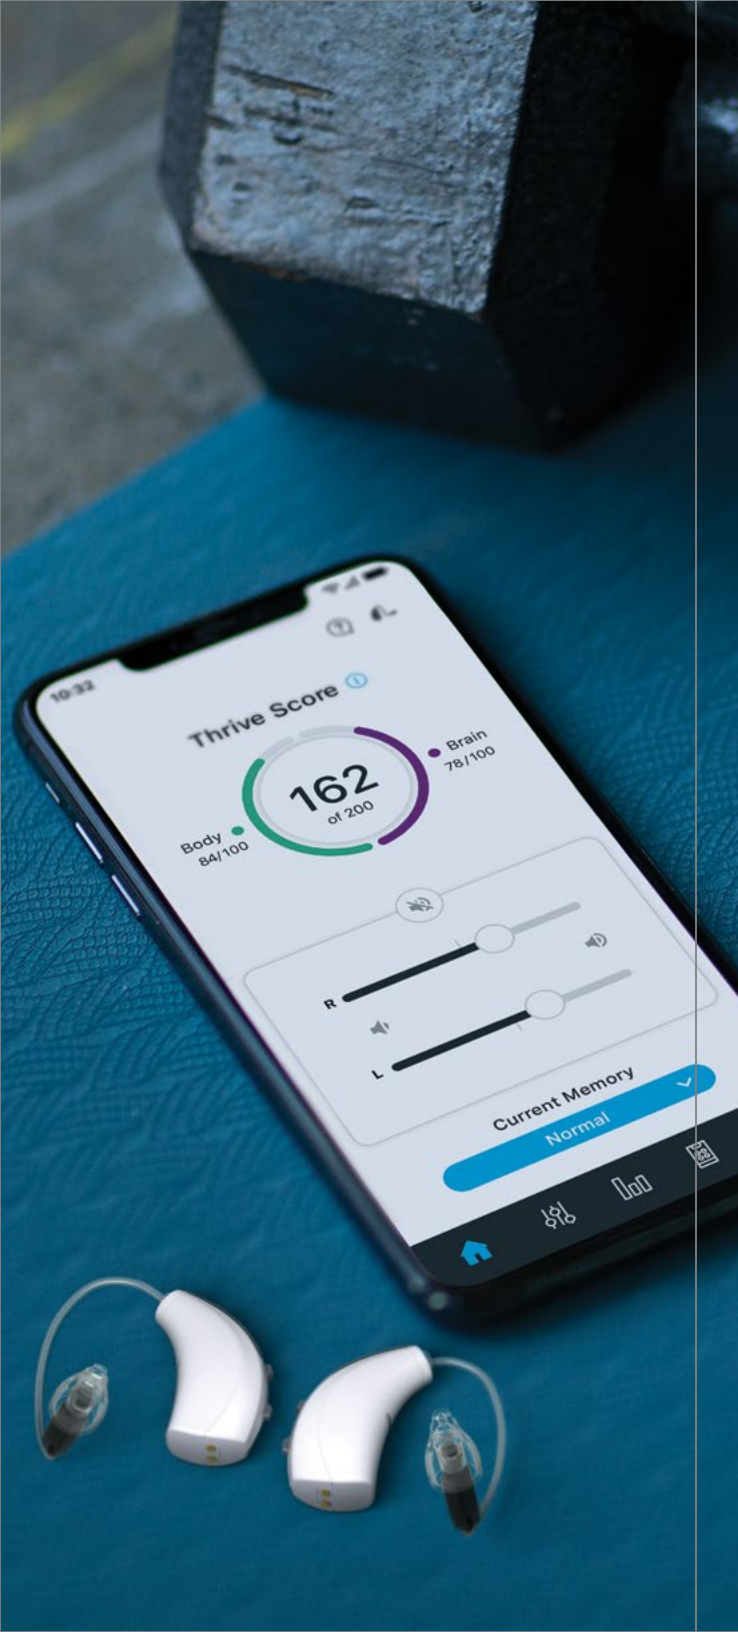 10:32
Thrive Score
162
of 200
Brain
78/100
Body
84/100
R
L
Current Memory
Normal